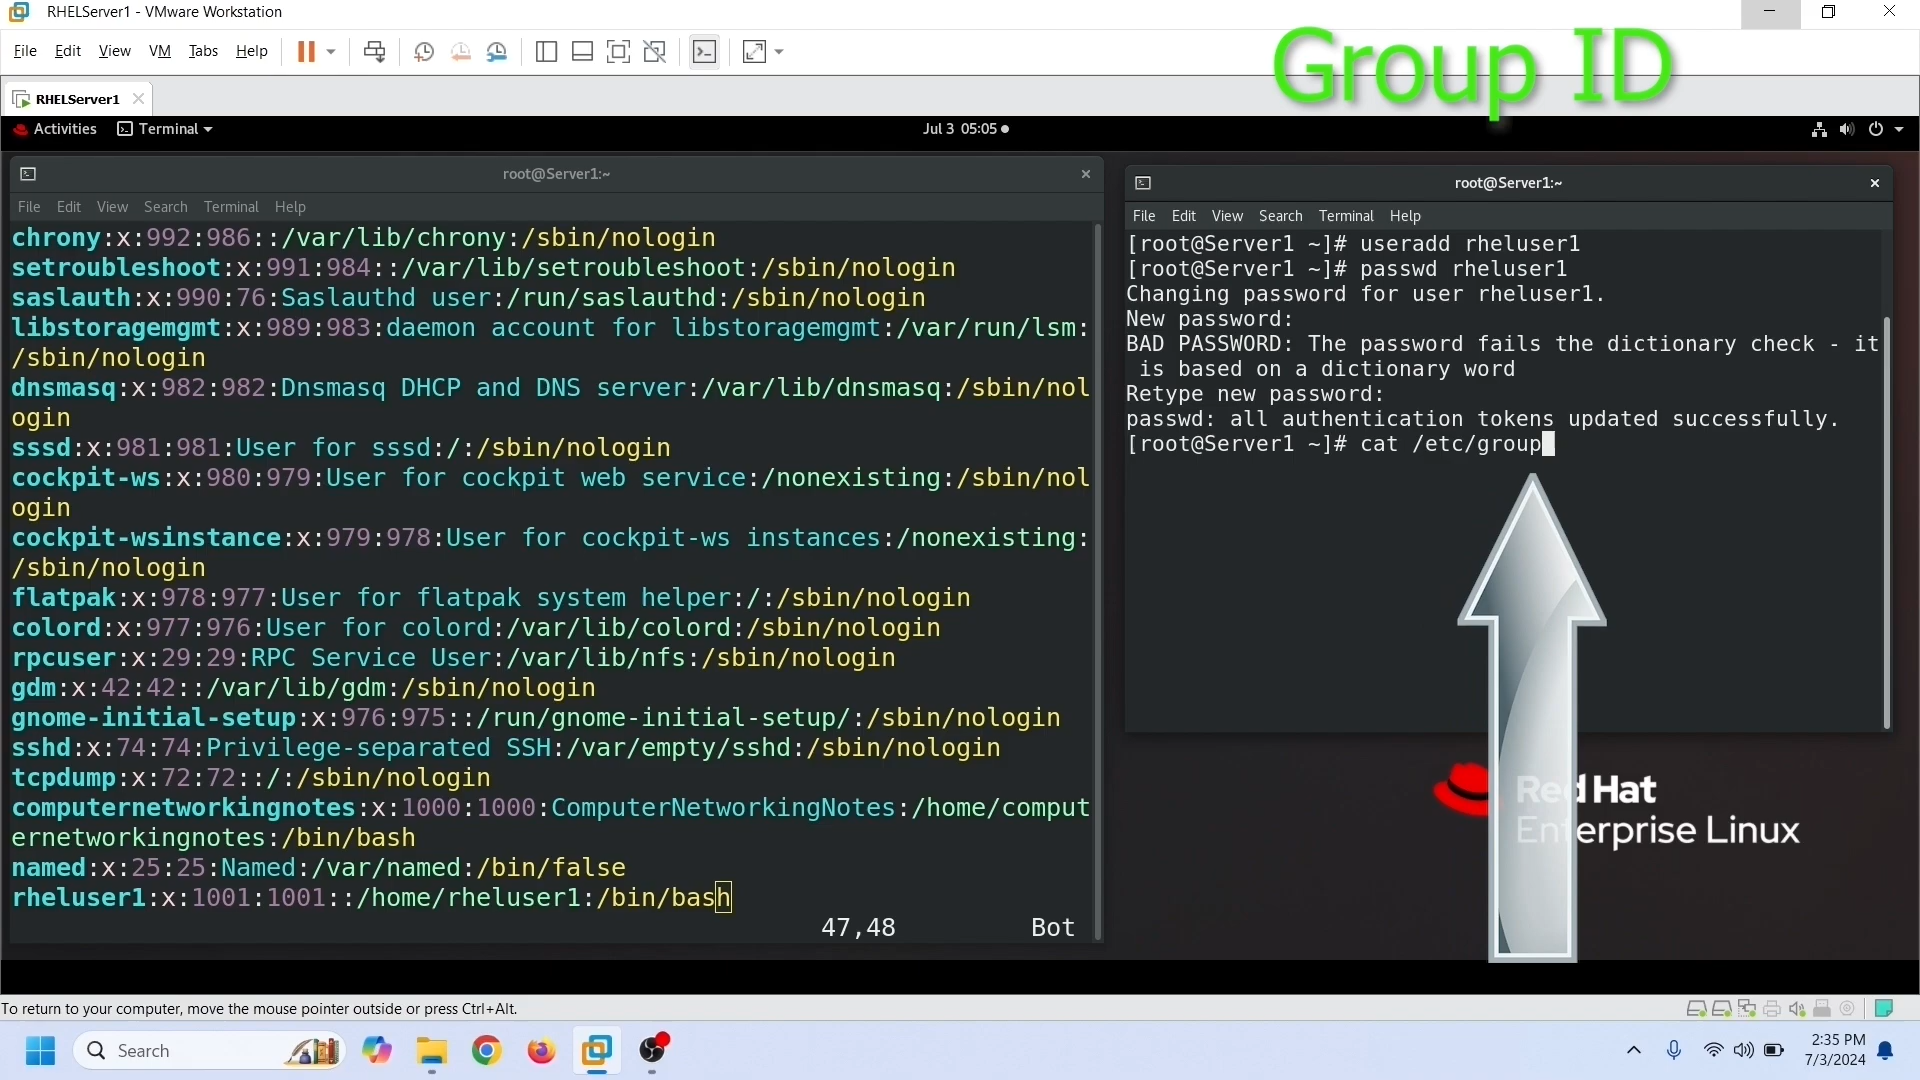 RHELServer1 - VMware Workstation
File Edit View VM Tabs Help
Group ID
RHELServer1
Activities Terminal Jul 3 05:05
root@Server1:~
File Edit View Search Terminal Help
chrony:x:992:986::/var/lib/chrony:/sbin/nologin
setroubleshoot:x:991:984::/var/lib/setroubleshoot:/sbin/nologin
saslauth:x:990:76:Saslauthd user:/run/saslauthd:/sbin/nologin
libstoragemgmt:x:989:983:daemon account for libstoragemgmt:/var/run/lsm:
/sbin/nologin
dnsmasq:x:982:982:Dnsmasq DHCP and DNS server:/var/lib/dnsmasq:/sbin/nol
ogin
sssd:x:981:981:User for sssd:/:/sbin/nologin
cockpit-ws:x:980:979:User for cockpit web service:/nonexisting:/sbin/nol
ogin
cockpit-wsinstance:x:979:978:User for cockpit-ws instances:/nonexisting:
/sbin/nologin
flatpak:x:978:977:User for flatpak system helper:/:/sbin/nologin
colord:x:977:976:User for colord:/var/lib/colord:/sbin/nologin
rpcuser:x:29:29:RPC Service User:/var/lib/nfs:/sbin/nologin
gdm:x:42:42::/var/lib/gdm:/sbin/nologin
gnome-initial-setup:x:976:975::/run/gnome-initial-setup/:/sbin/nologin
sshd:x:74:74:Privilege-separated SSH:/var/empty/sshd:/sbin/nologin
tcpdump:x:72:72::/:/sbin/nologin
computernetworkingnotes:x:1000:1000:ComputerNetworkingNotes:/home/comput
ernetworkingnotes:/bin/bash
named:x:25:25:Named:/var/named:/bin/false
rheluser1:x:1001:1001::/home/rheluser1:/bin/bash
47,48 Bot
root@Server1:~
File Edit View Search Terminal Help
[root@Server1 ~]# useradd rheluser1
[root@Server1 ~]# passwd rheluser1
Changing password for user rheluser1.
New password:
BAD PASSWORD: The password fails the dictionary check - it
is based on a dictionary word
Retype new password:
passwd: all authentication tokens updated successfully.
[root@Server1 ~]# cat /etc/group
Red Hat
Enterprise Linux
To return to your computer, move the mouse pointer outside or press Ctrl+Alt.
Search
2:35 PM
7/3/2024